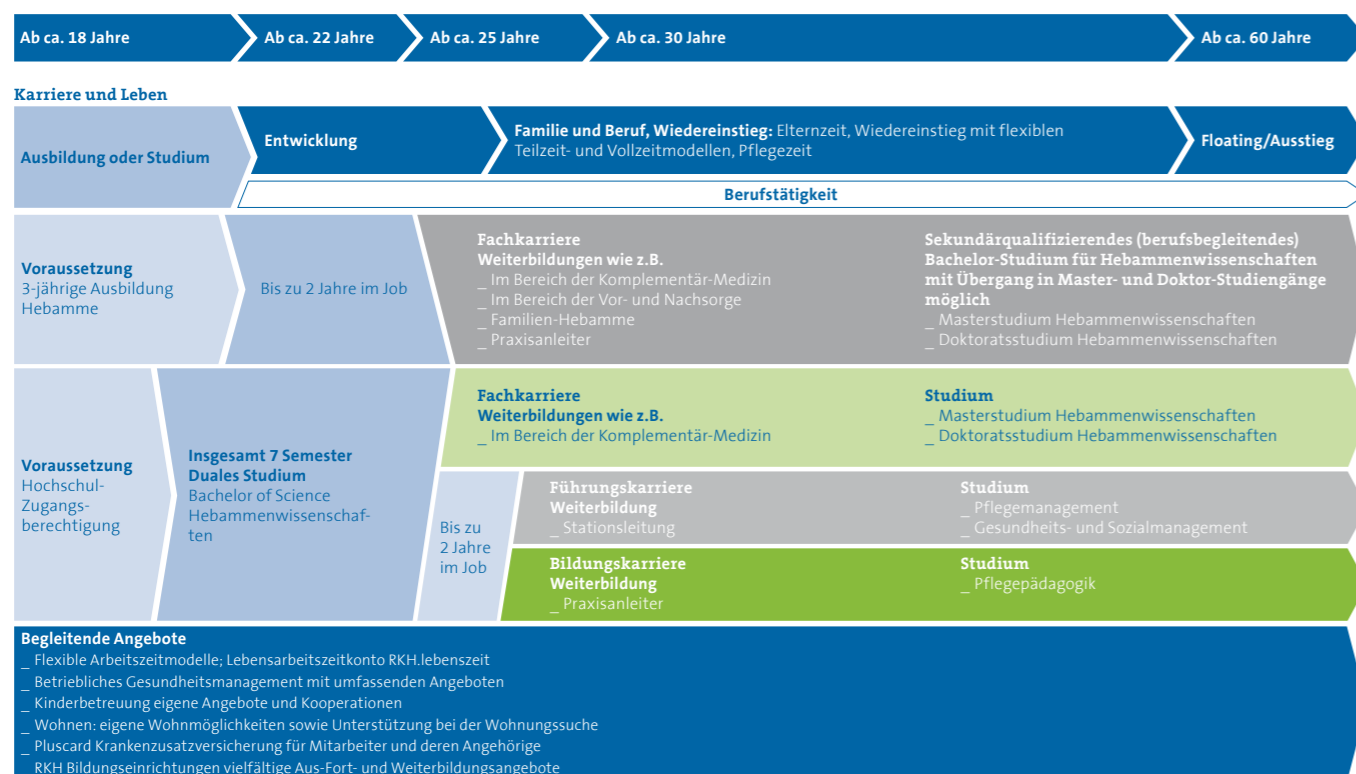 Ab ca. 18 Jahre
Ab ca. 22 Jahre
Ab ca. 25 Jahre
Ab ca. 30 Jahre
Ab ca. 60 Jahre
Karriere und Leben
Ausbildung oder Studium
Entwicklung
Familie und Beruf, Wiedereinstieg: Elternzeit, Wiedereinstieg mit flexiblen
Teilzeit- und Vollzeitmodellen, Pflegezeit
Floating/Ausstieg
Berufstätigkeit
Voraussetzung
3-jährige Ausbildung
Hebamme
Bis zu 2 Jahre im Job
Fachkarriere
Weiterbildungen wie z.B.
_ Im Bereich der Komplementär-Medizin
_ Im Bereich der Vor- und Nachsorge
_ Familien-Hebamme
_ Praxisanleiter
Sekundärqualifizierendes (berufsbegleitendes)
Bachelor-Studium für Hebammenwissenschaften
mit Übergang in Master- und Doktor-Studiengänge
möglich
_ Masterstudium Hebammenwissenschaften
_ Doktoratsstudium Hebammenwissenschaften
Voraussetzung
Hochschul-
Zugangs-
berechtigung
Insgesamt 7 Semester
Duales Studium
Bachelor of Science
Hebammenwissenschaf-
ten
Fachkarriere
Weiterbildungen wie z.B.
_ Im Bereich der Komplementär-Medizin
Studium
_ Masterstudium Hebammenwissenschaften
_ Doktoratsstudium Hebammenwissenschaften
Bis zu
2 Jahre
im Job
Führungskarriere
Weiterbildung
_ Stationsleitung
Studium
_ Pflegemanagement
_ Gesundheits- und Sozialmanagement
Bildungskarriere
Weiterbildung
_ Praxisanleiter
Studium
_ Pflegepädagogik
Begleitende Angebote
_ Flexible Arbeitszeitmodelle; Lebensarbeitszeitkonto RKH.lebenszeit
_ Betriebliches Gesundheitsmanagement mit umfassenden Angeboten
_ Kinderbetreuung eigene Angebote und Kooperationen
_ Wohnen: eigene Wohnmöglichkeiten sowie Unterstützung bei der Wohnungssuche
_ Pluscard Krankenzusatzversicherung für Mitarbeiter und deren Angehörige
_ RKH Bildungseinrichtungen vielfältige Aus-Fort- und Weiterbildungsangebote